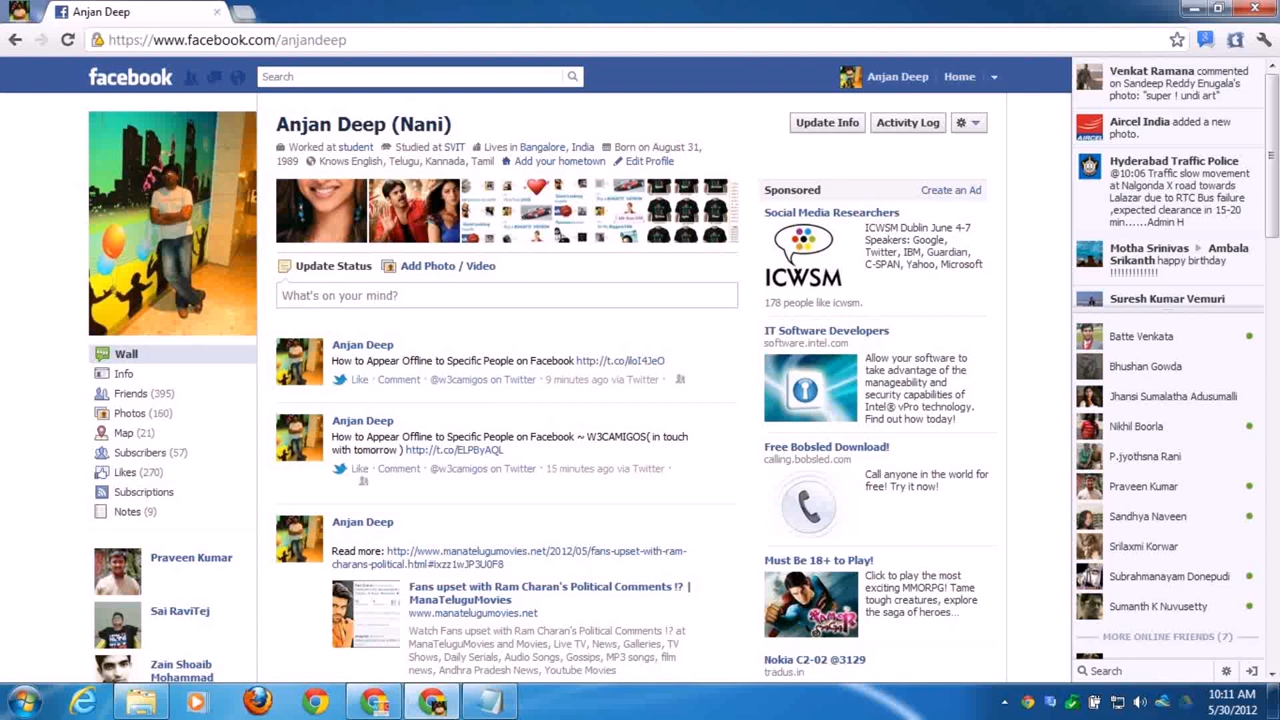 Anjan Deep
https://www.facebook.com/anjandeep
facebook
Search
Anjan Deep
Home
Anjan Deep (Nani)
Update Info
Activity Log
Worked at student
Studied at SVIT
Lives in Bangalore, India
Born on August 31,
1989
Knows English, Telugu, Kannada, Tamil
Add your hometown
Edit Profile
Update Status
Add Photo / Video
What's on your mind?
Wall
Info
Friends (395)
Photos (160)
Map (21)
Subscribers (57)
Likes (270)
Subscriptions
Notes (9)
Praveen Kumar
Sai RaviTej
Zain Shoaib
Mohammad
Anjan Deep
How to Appear Offline to Specific People on Facebook http://t.co/iloI4JeO
Like · Comment · @w3camigos on Twitter · 9 minutes ago via Twitter ·
Anjan Deep
How to Appear Offline to Specific People on Facebook ~ W3CAMIGOS( in touch
with tomorrow ) http://t.co/ELPByAQL
Like · Comment · @w3camigos on Twitter · 15 minutes ago via Twitter ·
Anjan Deep
Read more: http://www.manatelugumovies.net/2012/05/fans-upset-with-ram-
charans-political.html#ixzz1wJP3U0F8
Fans upset with Ram Charan's Political Comments !? |
ManaTeluguMovies
www.manatelugumovies.net
Watch Fans upset with Ram Charan's Political Comments !? at
ManaTeluguMovies and Movies, Live TV, News, Galleries, TV
Shows, Daily Serials, Audio Songs, Gossips, MP3 songs, film
news, Andhra Pradesh News, Youtube Movies
Sponsored
Create an Ad
Social Media Researchers
ICWSM
ICWSM Dublin June 4-7
Speakers: Google,
Twitter, IBM, Guardian,
C-SPAN, Yahoo, Microsoft
178 people like icwsm.
IT Software Developers
software.intel.com
Allow your software to
take advantage of the
manageability and
security capabilities of
Intel® vPro technology.
Find out how today!
Free Bobsled Download!
calling.bobsled.com
Call anyone in the world for
free! Try it now!
Must Be 18+ to Play!
Click to play the most
exciting MMORPG! Tame
tough creatures, explore
the saga of heroes...
Nokia C2-02 @3129
tradus.in
Venkat Ramana commented
on Sandeep Reddy Enugala's
photo: "super ! undi art"
AIRCEL
Aircel India added a new
photo.
Hyderabad Traffic Police
@10:06 Traffic slow movement
at Nalgonda X road towards
Lalazar due to RTC Bus failure
,expected clearance in 15-20
min......Admin H
Motha Srinivas ▸ Ambala
Srikanth happy birthday
!!!!!!!!!!!!!
Suresh Kumar Vemuri
Batte Venkata
Bhushan Gowda
Jhansi Sumalatha Adusumalli
Nikhil Boorla
P.jyothsna Rani
Praveen Kumar
Sandhya Naveen
Srilaxmi Korwar
Subrahmanayam Donepudi
Sumanth K Nuvusetty
MORE ONLINE FRIENDS (7)
Search
10:11 AM
5/30/2012